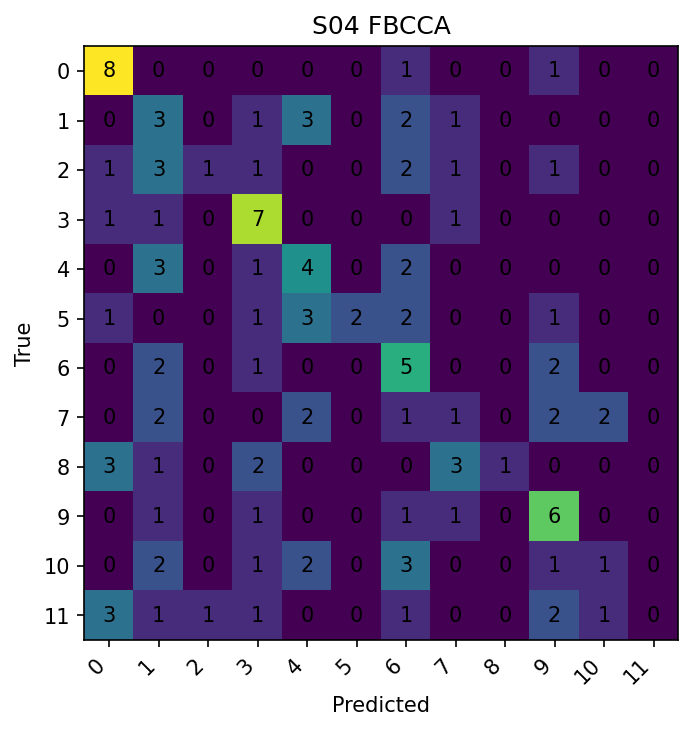 S04 FBCCA
True
0 8 0 0 0 0 0 1 0 0 1 0 0
1 0 3 0 1 3 0 2 1 0 0 0 0
2 1 3 1 1 0 0 2 1 0 1 0 0
3 1 1 0 7 0 0 0 1 0 0 0 0
4 0 3 0 1 4 0 2 0 0 0 0 0
5 1 0 0 1 3 2 2 0 0 1 0 0
6 0 2 0 1 0 0 5 0 0 2 0 0
7 0 2 0 0 2 0 1 1 0 2 2 0
8 3 1 0 2 0 0 0 3 1 0 0 0
9 0 1 0 1 0 0 1 1 0 6 0 0
10 0 2 0 1 2 0 3 0 0 1 1 0
11 3 1 1 1 0 0 1 0 0 2 1 0
0 1 2 3 4 5 6 7 8 9 10 11
Predicted